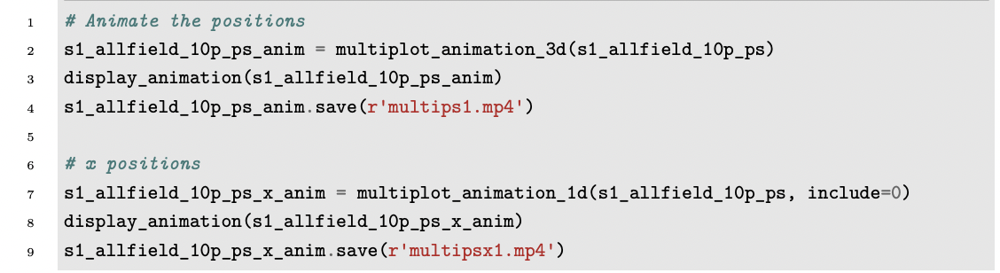 1 # Animate the positions
2 s1_allfield_10p_ps_anim = multiplot_animation_3d(s1_allfield_10p_ps)
3 display_animation(s1_allfield_10p_ps_anim)
4 s1_allfield_10p_ps_anim.save(r'multips1.mp4')
5
6 # x positions
7 s1_allfield_10p_ps_x_anim = multiplot_animation_1d(s1_allfield_10p_ps, include=0)
8 display_animation(s1_allfield_10p_ps_x_anim)
9 s1_allfield_10p_ps_x_anim.save(r'multipsx1.mp4')